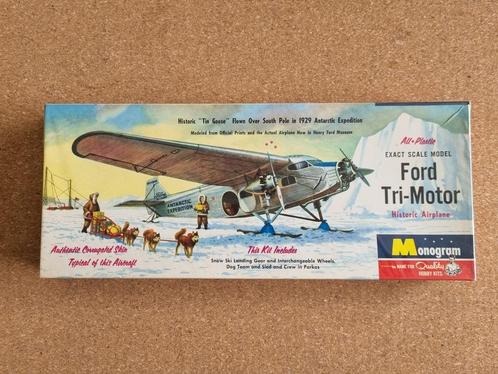 Historic "Tin Goose" Flown Over South Pole in 1929 Antarctic Expedition
Modeled from Official Prints and the Actual Airplane Now in Henry Ford Museum
All-Plastic
EXACT SCALE MODEL
Ford
Tri-Motor
Historic Airplane
ANTARCTIC
EXPEDITION
Authentic Corrugated Skin
Typical of this Aircraft
This Kit Includes
Snow Ski Landing Gear and Interchangeable Wheels,
Dog Team and Sled and Crew in Parkas
Monogram
Quality
HOBBY KITS